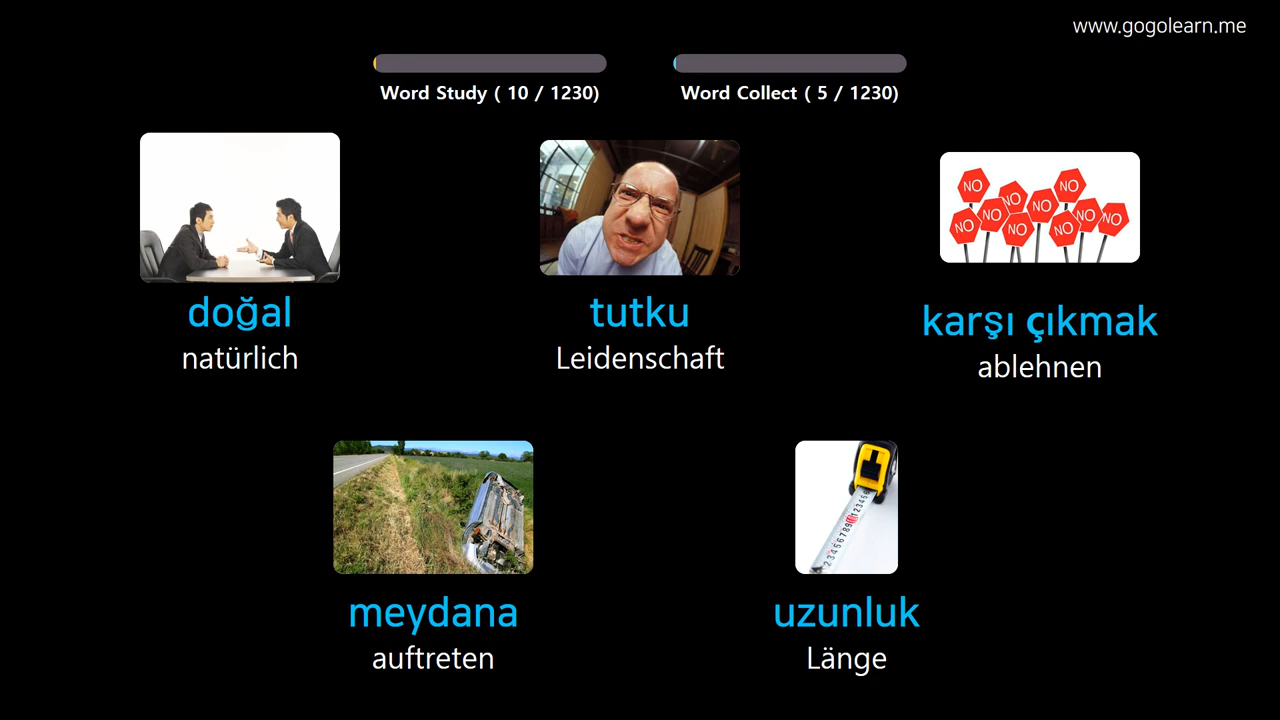 www.gogolearn.me
Word Study ( 10 / 1230)
Word Collect ( 5 / 1230)
NO NO NO NO NO NO NO NO NO NO
doğal
natürlich
tutku
Leidenschaft
karşı çıkmak
ablehnen
meydana
auftreten
uzunluk
Länge